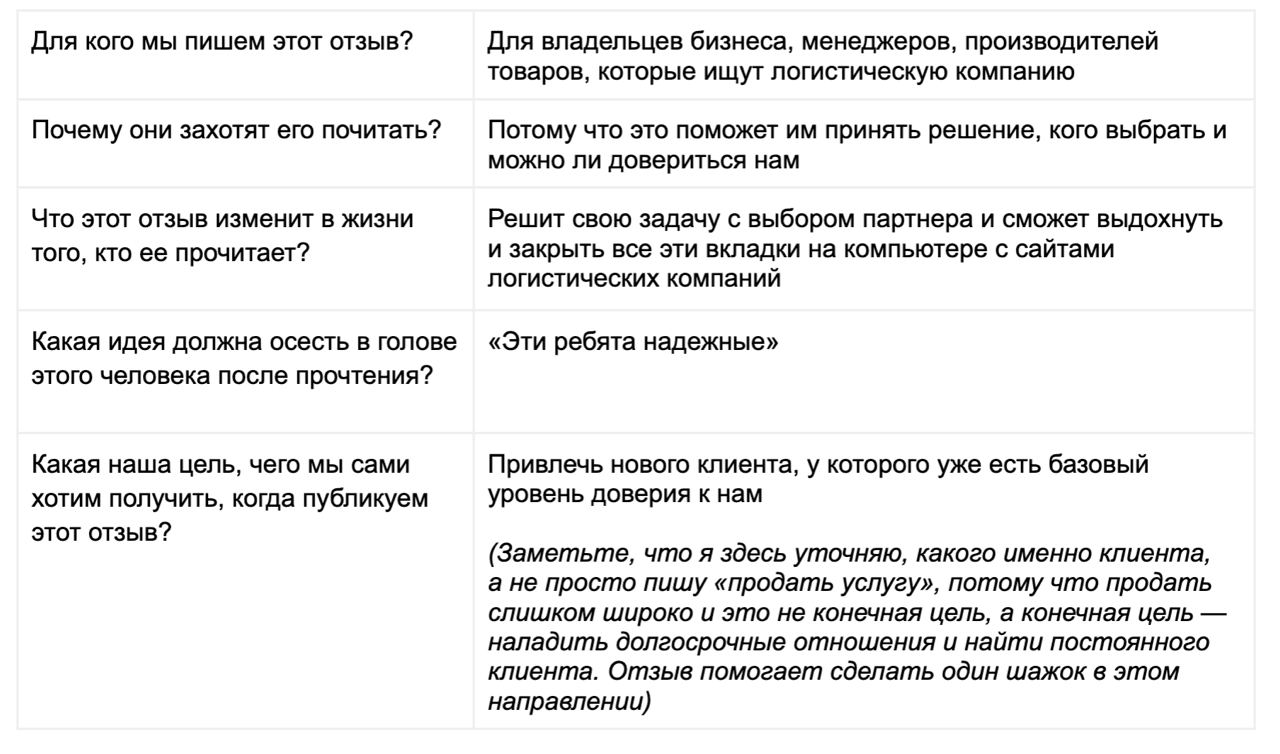 Для кого мы пишем этот отзыв?
Для владельцев бизнеса, менеджеров, производителей
товаров, которые ищут логистическую компанию
Почему они захотят его почитать?
Потому что это поможет им принять решение, кого выбрать и
можно ли довериться нам
Что этот отзыв изменит в жизни
того, кто ее прочитает?
Решит свою задачу с выбором партнера и сможет выдохнуть
и закрыть все эти вкладки на компьютере с сайтами
логистических компаний
Какая идея должна осесть в голове
этого человека после прочтения?
«Эти ребята надежные»
Какая наша цель, чего мы сами
хотим получить, когда публикуем
этот отзыв?
Привлечь нового клиента, у которого уже есть базовый
уровень доверия к нам
(Заметьте, что я здесь уточняю, какого именно клиента,
а не просто пишу «продать услугу», потому что продать
слишком широко и это не конечная цель, а конечная цель —
наладить долгосрочные отношения и найти постоянного
клиента. Отзыв помогает сделать один шажок в этом
направлении)